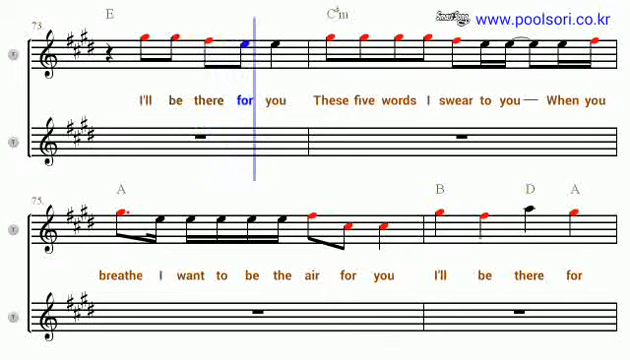 E C#m SmartSong www.poolsori.co.kr
73
I'll be there for you These five words I swear to you— When you
75.
A B D A
breathe I want to be the air for you I'll be there for